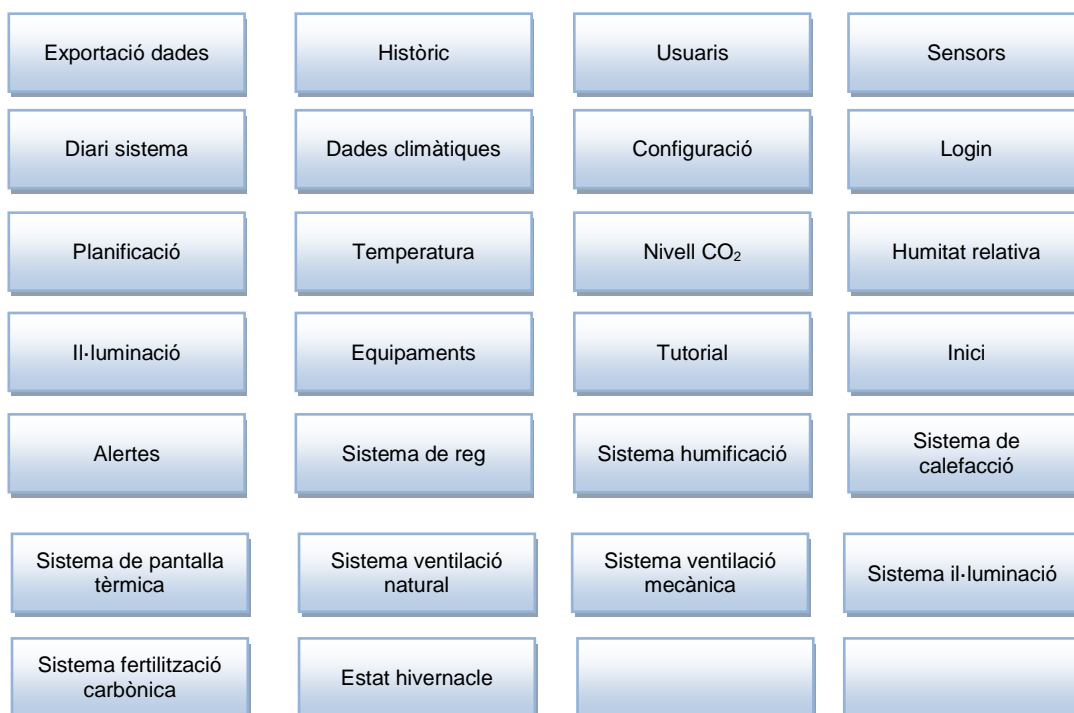 Exportació dades
Històric
Usuaris
Sensors
Diari sistema
Dades climàtiques
Configuració
Login
Planificació
Temperatura
Nivell CO₂
Humitat relativa
Il·luminació
Equipaments
Tutorial
Inici
Alertes
Sistema de reg
Sistema humificació
Sistema de
calefacció
Sistema de pantalla
tèrmica
Sistema ventilació
natural
Sistema ventilació
mecànica
Sistema il·luminació
Sistema fertilització
carbònica
Estat hivernacle